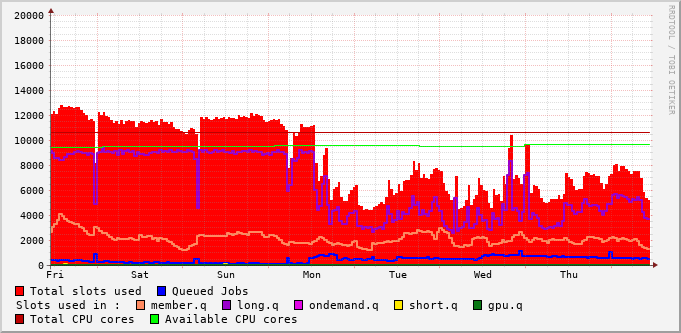 20000
18000
16000
14000
12000
10000
8000
6000
4000
2000
0
Fri Sat Sun Mon Tue Wed Thu
Total slots used Queued Jobs
Slots used in : member.q long.q ondemand.q short.q gpu.q
Total CPU cores Available CPU cores
RRDTOOL / TOBI OETIKER